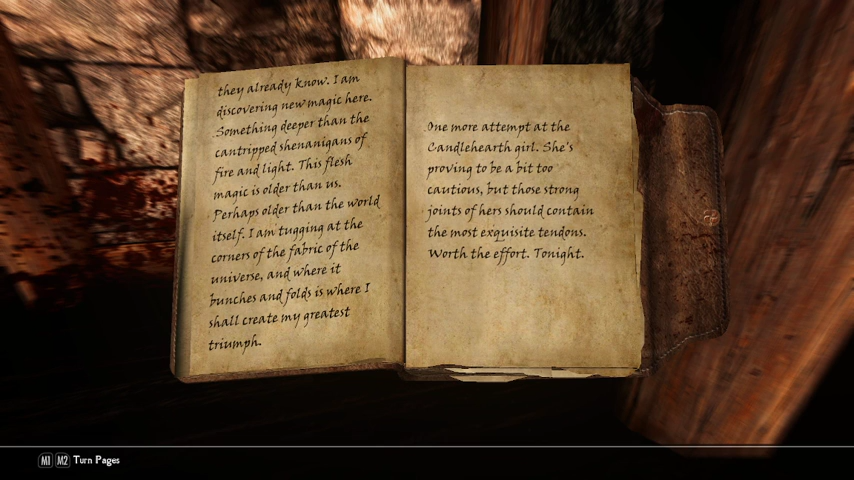 they already know. I am
discovering new magic here.
Something deeper than the
cantripped shenanigans of
fire and light. This flesh
magic is older than us.
Perhaps older than the world
itself. I am tugging at the
corners of the fabric of the
universe, and where it
bunches and folds is where I
shall create my greatest
triumph.
One more attempt at the
Candlehearth girl. She's
proving to be a bit too
cautious, but those strong
joints of hers should contain
the most exquisite tendons.
Worth the effort. Tonight.
M1 M2 Turn Pages